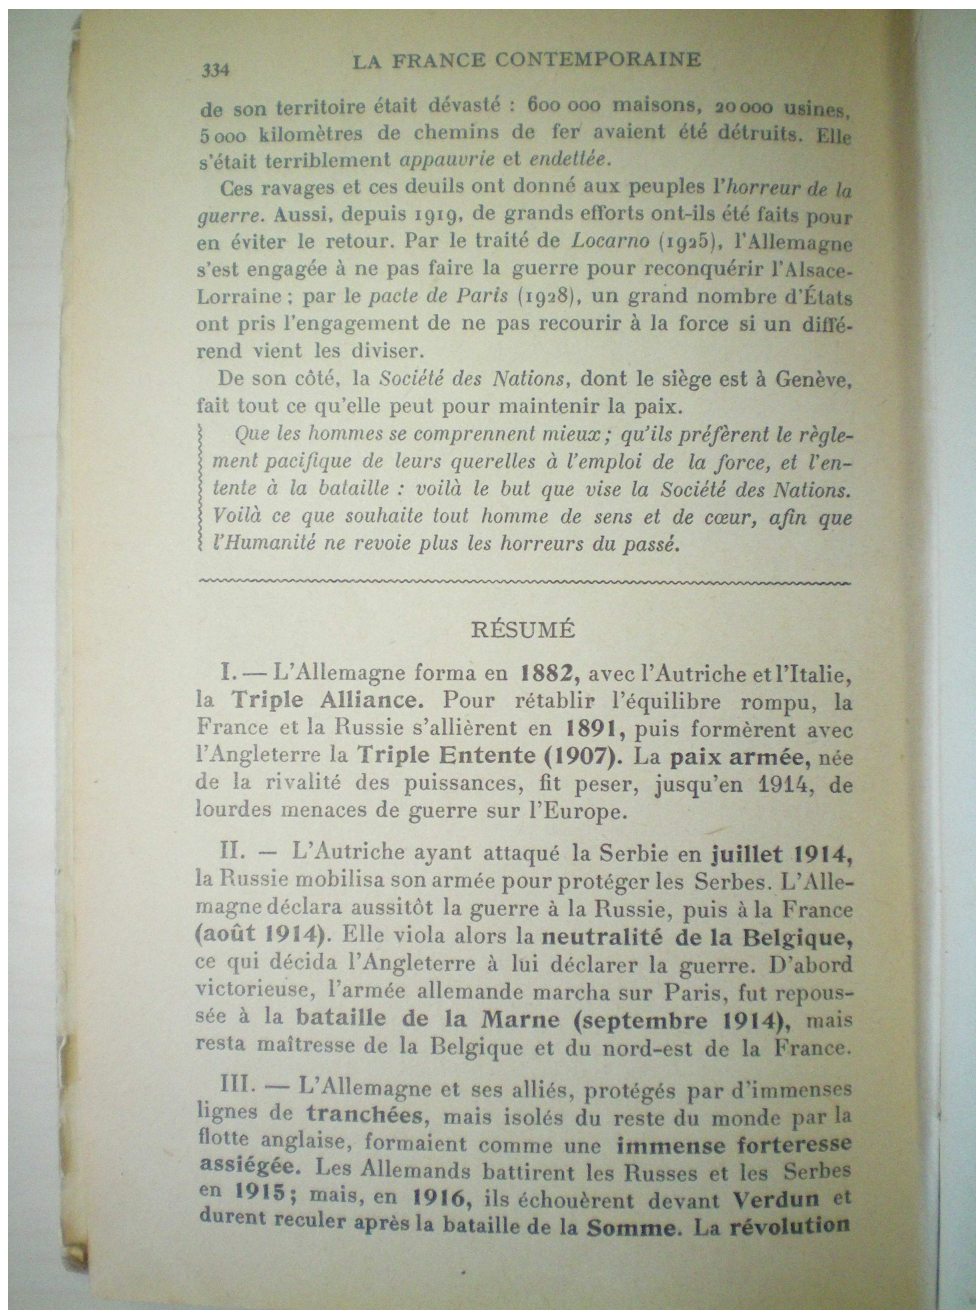 334
LA FRANCE CONTEMPORAINE
de son territoire était dévasté : 600 000 maisons, 20 000 usines,
5 000 kilomètres de chemins de fer avaient été détruits. Elle
s'était terriblement appauvrie et endettée.
Ces ravages et ces deuils ont donné aux peuples l'horreur de la
guerre. Aussi, depuis 1919, de grands efforts ont-ils été faits pour
en éviter le retour. Par le traité de Locarno (1925), l'Allemagne
s'est engagée à ne pas faire la guerre pour reconquérir l'Alsace-
Lorraine ; par le pacte de Paris (1928), un grand nombre d'États
ont pris l'engagement de ne pas recourir à la force si un diffé-
rend vient les diviser.
De son côté, la Société des Nations, dont le siège est à Genève,
fait tout ce qu'elle peut pour maintenir la paix.
Que les hommes se comprennent mieux ; qu'ils préfèrent le règle-
ment pacifique de leurs querelles à l'emploi de la force, et l'en-
tente à la bataille : voilà le but que vise la Société des Nations.
Voilà ce que souhaite tout homme de sens et de cœur, afin que
l'Humanité ne revoie plus les horreurs du passé.
RÉSUMÉ
I. — L'Allemagne forma en 1882, avec l'Autriche et l'Italie,
la Triple Alliance. Pour rétablir l'équilibre rompu, la
France et la Russie s'allièrent en 1891, puis formèrent avec
l'Angleterre la Triple Entente (1907). La paix armée, née
de la rivalité des puissances, fit peser, jusqu'en 1914, de
lourdes menaces de guerre sur l'Europe.
II. — L'Autriche ayant attaqué la Serbie en juillet 1914,
la Russie mobilisa son armée pour protéger les Serbes. L'Alle-
magne déclara aussitôt la guerre à la Russie, puis à la France
(août 1914). Elle viola alors la neutralité de la Belgique,
ce qui décida l'Angleterre à lui déclarer la guerre. D'abord
victorieuse, l'armée allemande marcha sur Paris, fut repous-
sée à la bataille de la Marne (septembre 1914), mais
resta maîtresse de la Belgique et du nord-est de la France.
III. — L'Allemagne et ses alliés, protégés par d'immenses
lignes de tranchées, mais isolés du reste du monde par la
flotte anglaise, formaient comme une immense forteresse
assiégée. Les Allemands battirent les Russes et les Serbes
en 1915 ; mais, en 1916, ils échouèrent devant Verdun et
durent reculer après la bataille de la Somme. La révolution